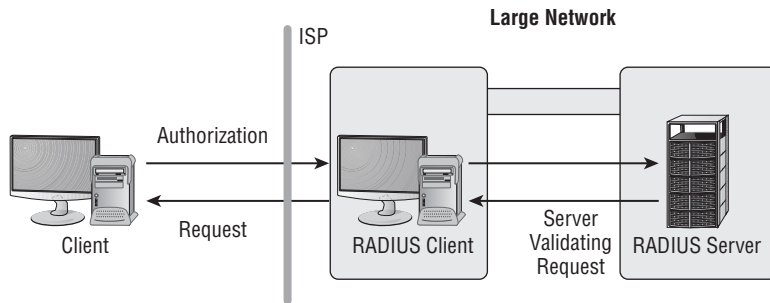 Large Network
ISP
Authorization
Request
Client
RADIUS Client
Server
Validating
Request
RADIUS Server